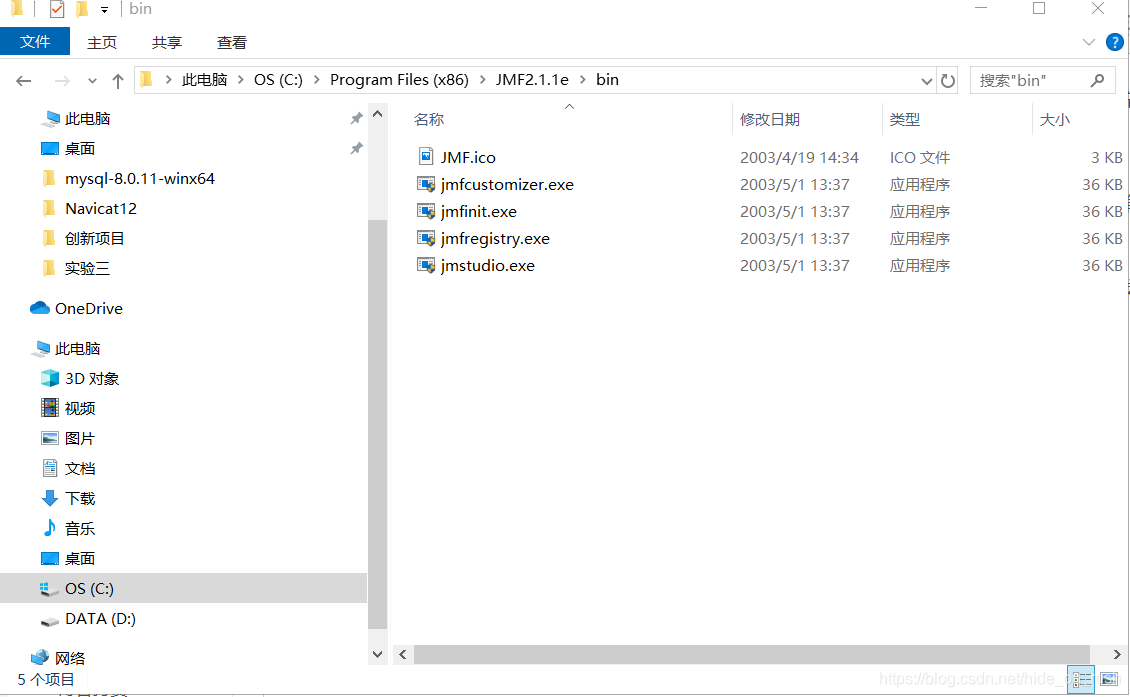 bin
文件 主页 共享 查看
此电脑 OS (C:) Program Files (x86) JMF2.1.1e bin
搜索"bin"
此电脑
桌面
mysql-8.0.11-winx64
Navicat12
创新项目
实验三
OneDrive
此电脑
3D 对象
视频
图片
文档
下载
音乐
桌面
OS (C:)
DATA (D:)
网络
名称 修改日期 类型 大小
JMF.ico 2003/4/19 14:34 ICO 文件 3 KB
jmfcustomizer.exe 2003/5/1 13:37 应用程序 36 KB
jmfinit.exe 2003/5/1 13:37 应用程序 36 KB
jmfregistry.exe 2003/5/1 13:37 应用程序 36 KB
jmstudio.exe 2003/5/1 13:37 应用程序 36 KB
5 个项目